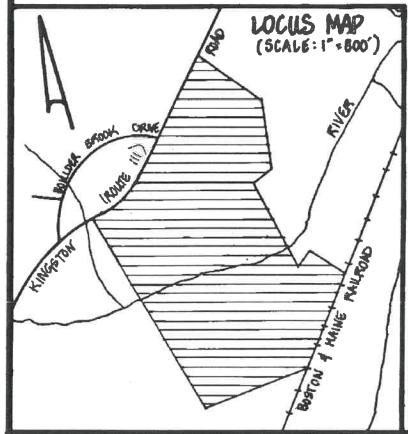 LOCUS MAP
(SCALE: 1"=800')
ROAD
RIVER
BOULDER BROOK DRIVE
(ROUTE 111)
KINGSTON
BOSTON & MAINE RAILROAD